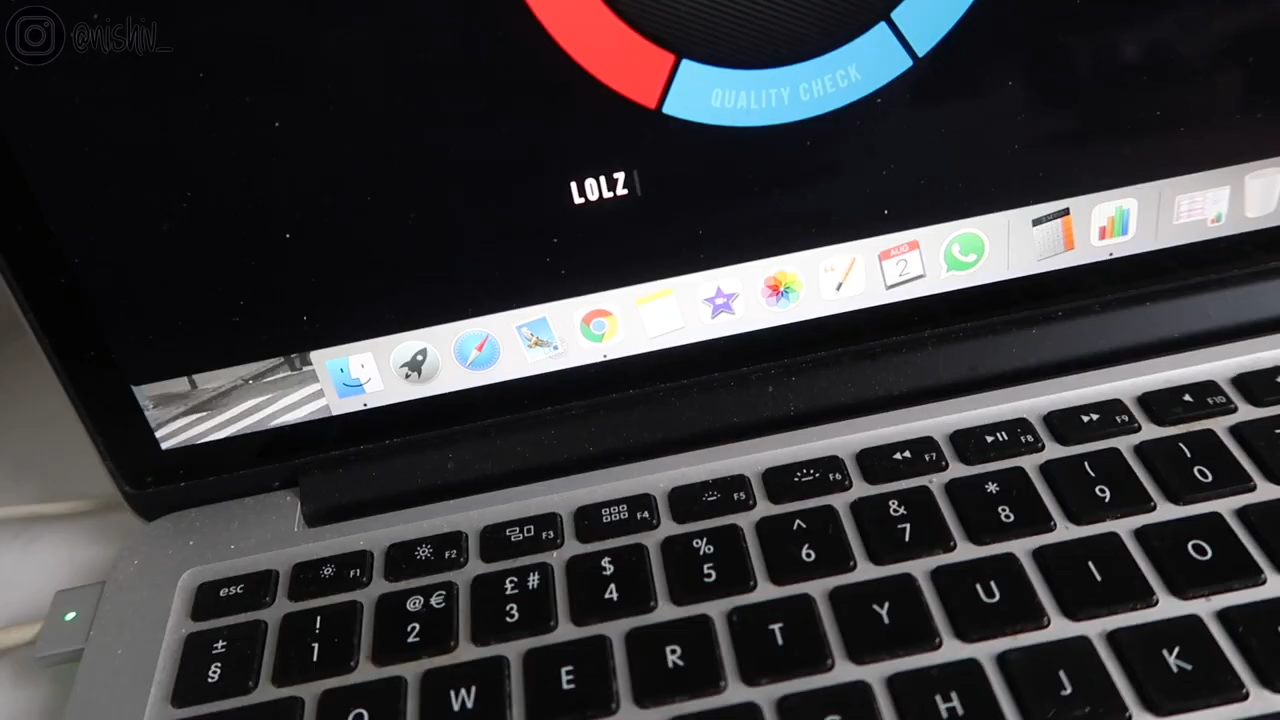 @nishiv_
QUALITY CHECK
LOLZ
AUG
2
esc
F1
F2
F3
F4
F5
F6
F7
F8
F9
F10
± §
! 1
@ € 2
£ # 3
$ 4
% 5
^ 6
& 7
* 8
( 9
) 0
Q W E R T Y U I O
H J K